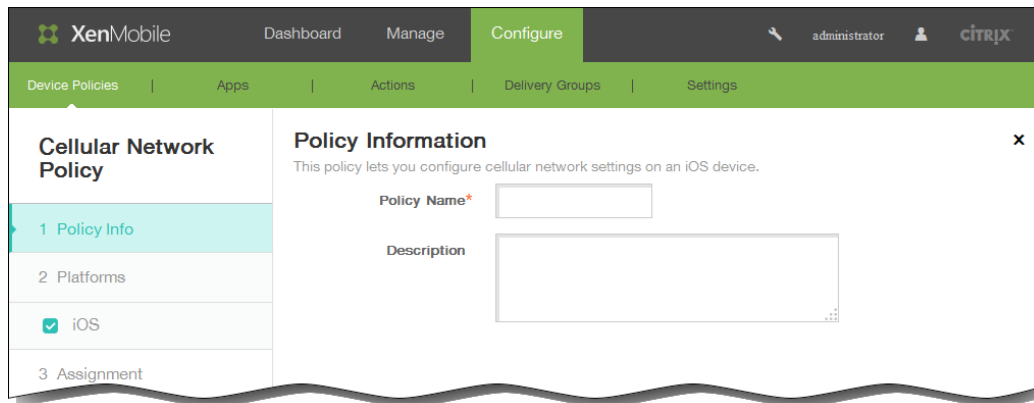 XenMobile Dashboard Manage Configure administrator CİTRIX
Device Policies | Apps | Actions | Delivery Groups | Settings
Cellular Network
Policy
1 Policy Info
2 Platforms
iOS
3 Assignment
Policy Information
x
This policy lets you configure cellular network settings on an iOS device.
Policy Name*
Description